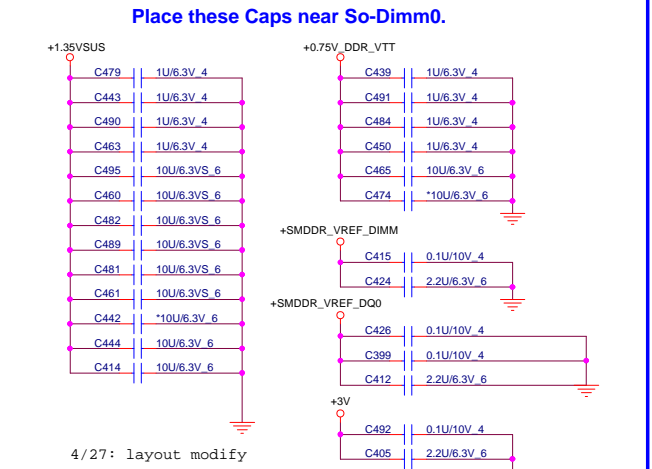 Place these Caps near So-Dimm0.
+1.35VSUS
C479 1U/6.3V_4
C443 1U/6.3V_4
C490 1U/6.3V_4
C463 1U/6.3V_4
C495 10U/6.3VS_6
C460 10U/6.3VS_6
C482 10U/6.3VS_6
C489 10U/6.3VS_6
C481 10U/6.3VS_6
C461 10U/6.3VS_6
C442 *10U/6.3V_6
C444 10U/6.3V_6
C414 10U/6.3V_6
4/27: layout modify
+0.75V_DDR_VTT
C439 1U/6.3V_4
C491 1U/6.3V_4
C484 1U/6.3V_4
C450 1U/6.3V_4
C465 10U/6.3V_6
C474 *10U/6.3V_6
+SMDDR_VREF_DIMM
C415 0.1U/10V_4
C424 2.2U/6.3V_6
+SMDDR_VREF_DQ0
C426 0.1U/10V_4
C399 0.1U/10V_4
C412 2.2U/6.3V_6
+3V
C492 0.1U/10V_4
C405 2.2U/6.3V_6